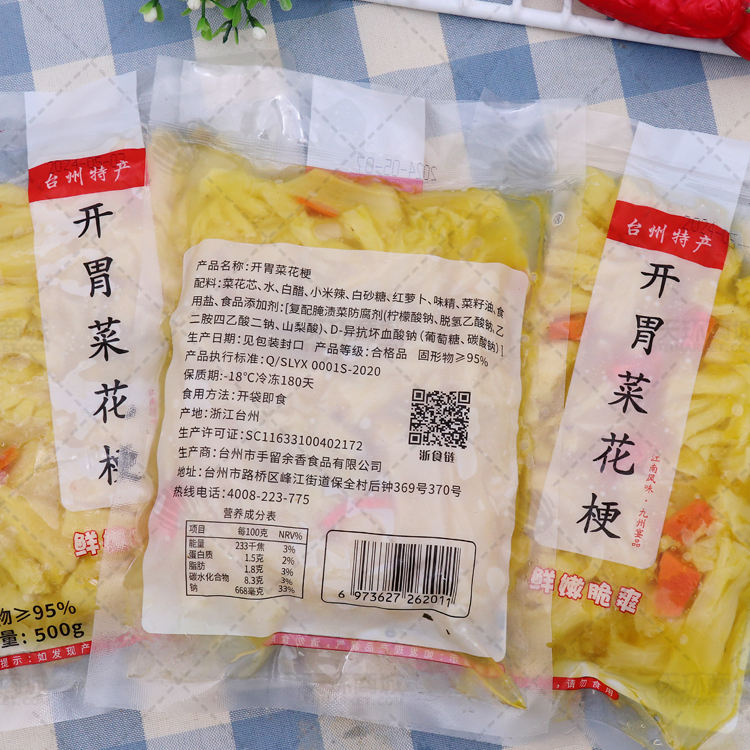 台州特产
开胃菜花梗
鲜
物≥95%
量: 500g
提示: 如发现产
2024-05-07
产品名称: 开胃菜花梗
配料: 菜花芯、水、白醋、小米辣、白砂糖、红萝卜、味精、菜籽油、食
用盐、食品添加剂: [复配腌渍菜防腐剂(柠檬酸钠、脱氢乙酸钠、乙
二胺四乙酸二钠、山梨酸)、D-异抗坏血酸钠(葡萄糖、碳酸钠)]
生产日期: 见包装封口 产品等级: 合格品 固形物≥95%
产品执行标准: Q/SLYX 0001S-2020
保质期: -18℃冷冻180天
食用方法: 开袋即食
产地: 浙江台州
生产许可证: SC11633100402172
生产商: 台州市手留余香食品有限公司
地址: 台州市路桥区峰江街道保全村后钟369号370号
热线电话: 4008-223-775
浙食链
营养成分表
项目 每100克 NRV%
能量 233千焦 3%
蛋白质 1.5克 2%
脂肪 1.8克 3%
碳水化合物 8.3克 3%
钠 668毫克 33%
6 973627 262011
台州特产
开胃菜花梗
江南风味·九州宴品
鲜嫩脆爽
,请勿食用